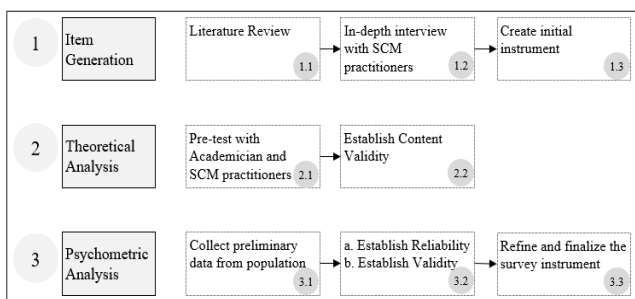 1
Item
Generation
Literature Review
1.1
In-depth interview
with SCM
practitioners
1.2
Create initial
instrument
1.3
2
Theoretical
Analysis
Pre-test with
Academician and
SCM practitioners
2.1
Establish Content
Validity
2.2
3
Psychometric
Analysis
Collect preliminary
data from population
3.1
a. Establish Reliability
b. Establish Validity
3.2
Refine and finalize the
survey instrument
3.3